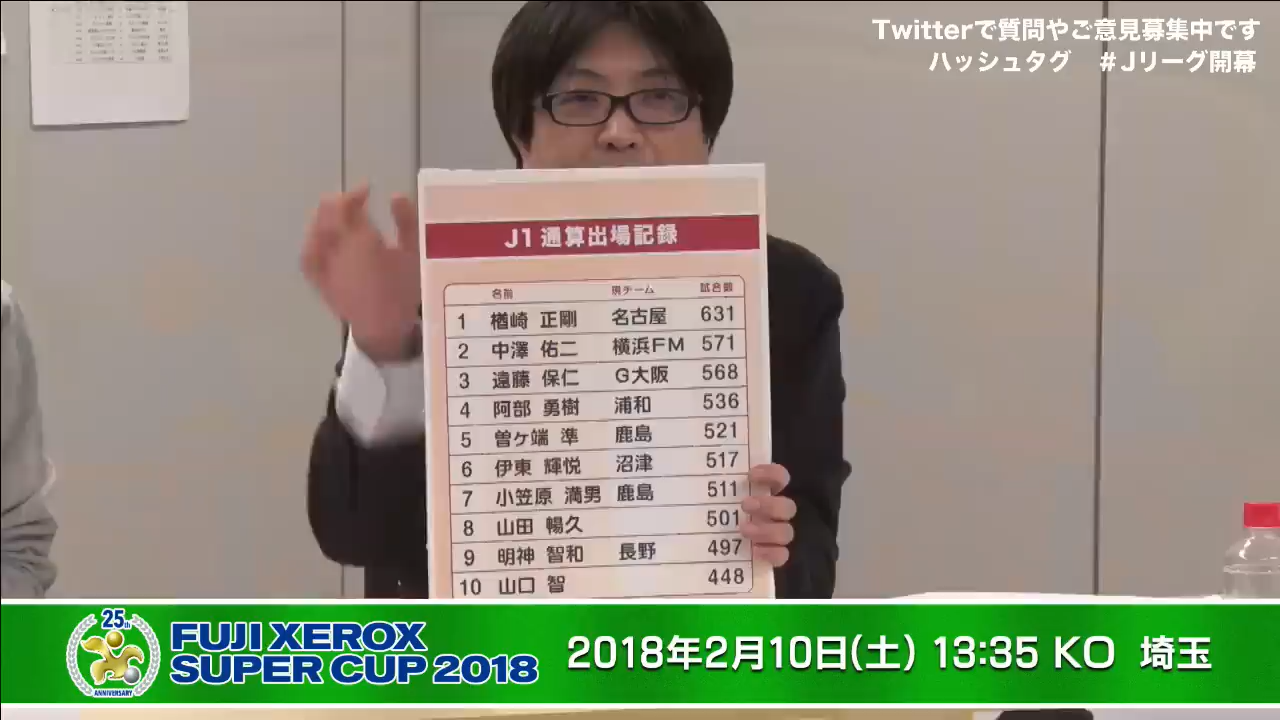 Twitterで質問やご意見募集中です
ハッシュタグ　#Jリーグ開幕
J1通算出場記録
名前 現チーム 試合数
1 楢崎 正剛 名古屋 631
2 中澤 佑二 横浜FM 571
3 遠藤 保仁 G大阪 568
4 阿部 勇樹 浦和 536
5 曽ケ端 準 鹿島 521
6 伊東 輝悦 沼津 517
7 小笠原 満男 鹿島 511
8 山田 暢久 501
9 明神 智和 長野 497
10 山口 智 448
25th
ANNIVERSARY
FUJI XEROX
SUPER CUP 2018
2018年2月10日(土) 13:35 KO 埼玉